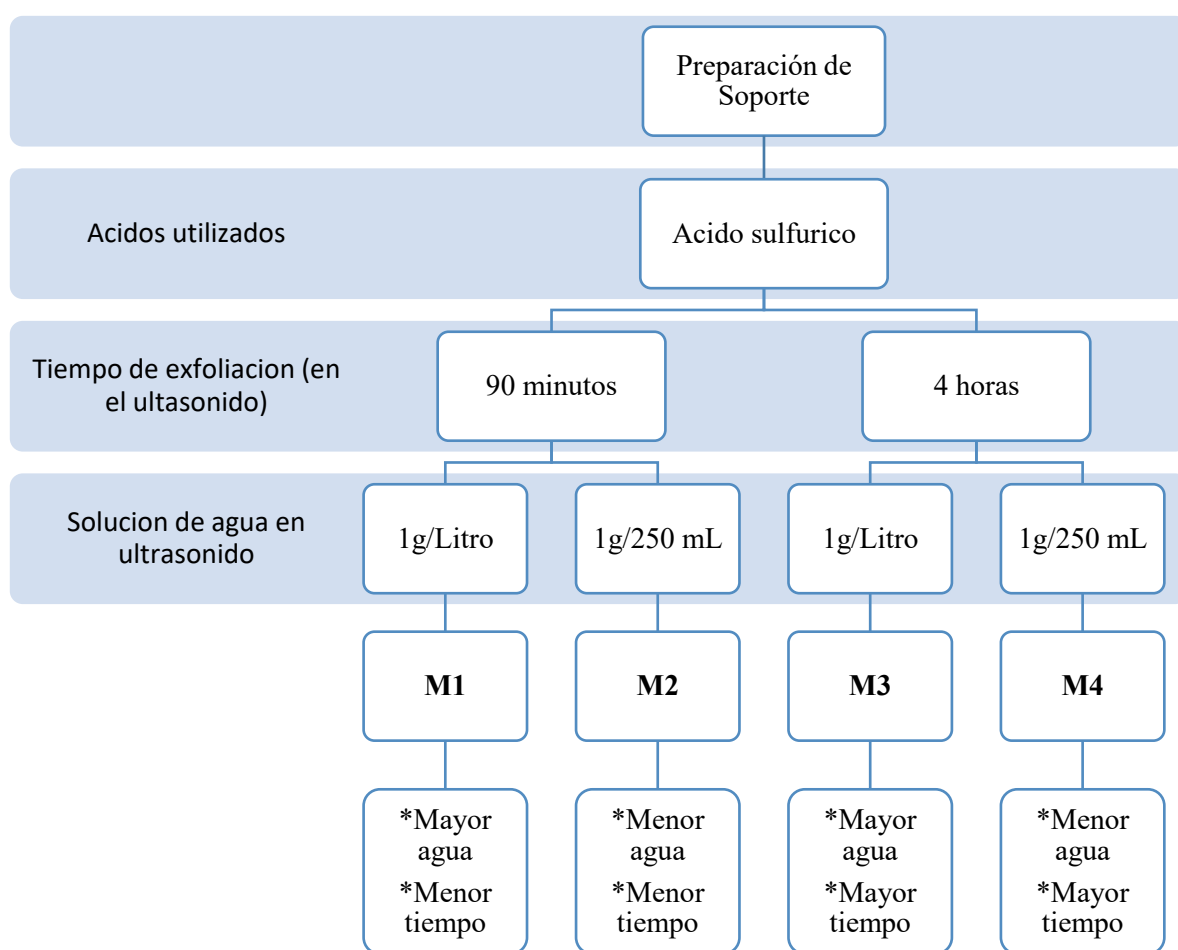 Preparación de
Soporte
Acidos utilizados
Acido sulfurico
Tiempo de exfoliacion (en
el ultasonido)
90 minutos
4 horas
Solucion de agua en
ultrasonido
1g/Litro
1g/250 mL
1g/Litro
1g/250 mL
M1
M2
M3
M4
*Mayor
agua
*Menor
tiempo
*Menor
agua
*Menor
tiempo
*Mayor
agua
*Mayor
tiempo
*Menor
agua
*Mayor
tiempo